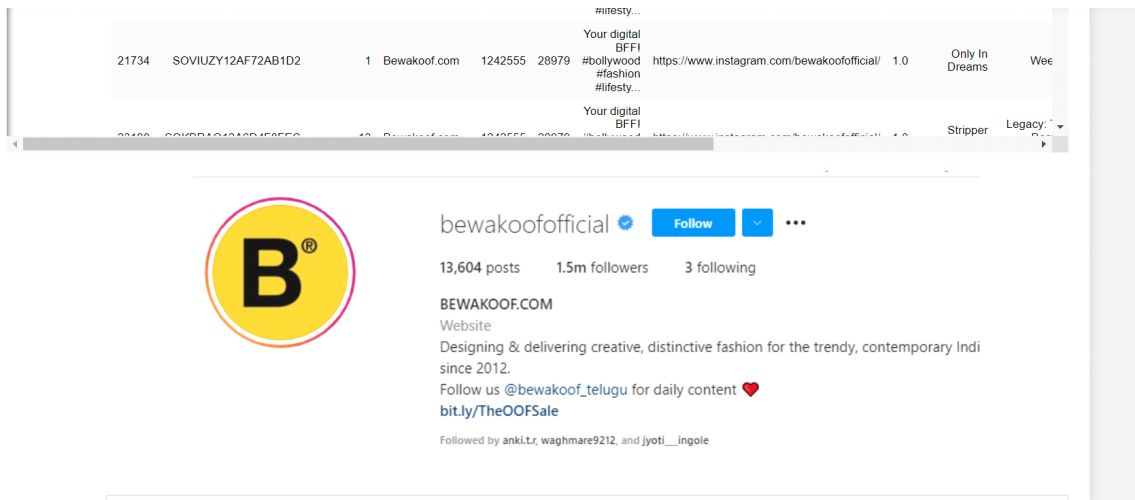 #lifesty...
Your digital
BFF!
21734 SOVIUZY12AF72AB1D2 1 Bewakoof.com 1242555 28979 #bollywood https://www.instagram.com/bewakoofofficial/ 1.0 Only In Dreams Wee
#fashion
#lifesty...
Your digital
BFF!
Stripper Legacy:
B®
bewakoofofficial Follow
13,604 posts 1.5m followers 3 following
BEWAKOOF.COM
Website
Designing & delivering creative, distinctive fashion for the trendy, contemporary Indi
since 2012.
Follow us @bewakoof_telugu for daily content ❤
bit.ly/TheOOFSale
Followed by anki.t.r, waghmare9212, and jyoti___ingole